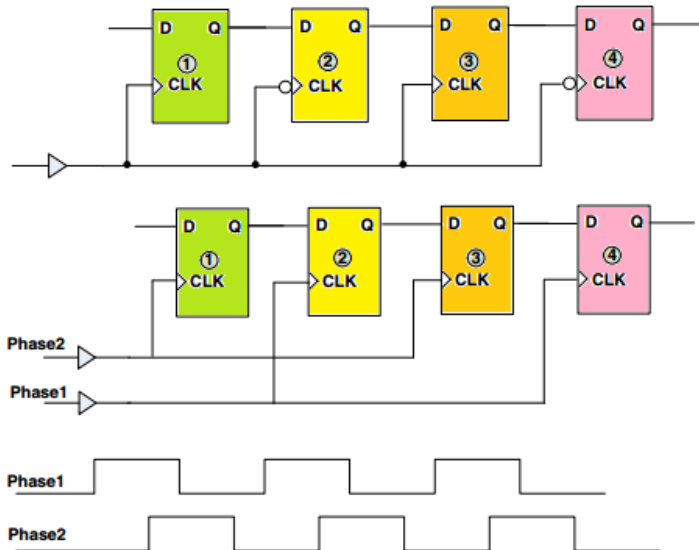 D Q D Q D Q D Q
① ② ③ ④
CLK CLK CLK CLK
D Q D Q D Q D Q
① ② ③ ④
CLK CLK CLK CLK
Phase2
Phase1
Phase1
Phase2